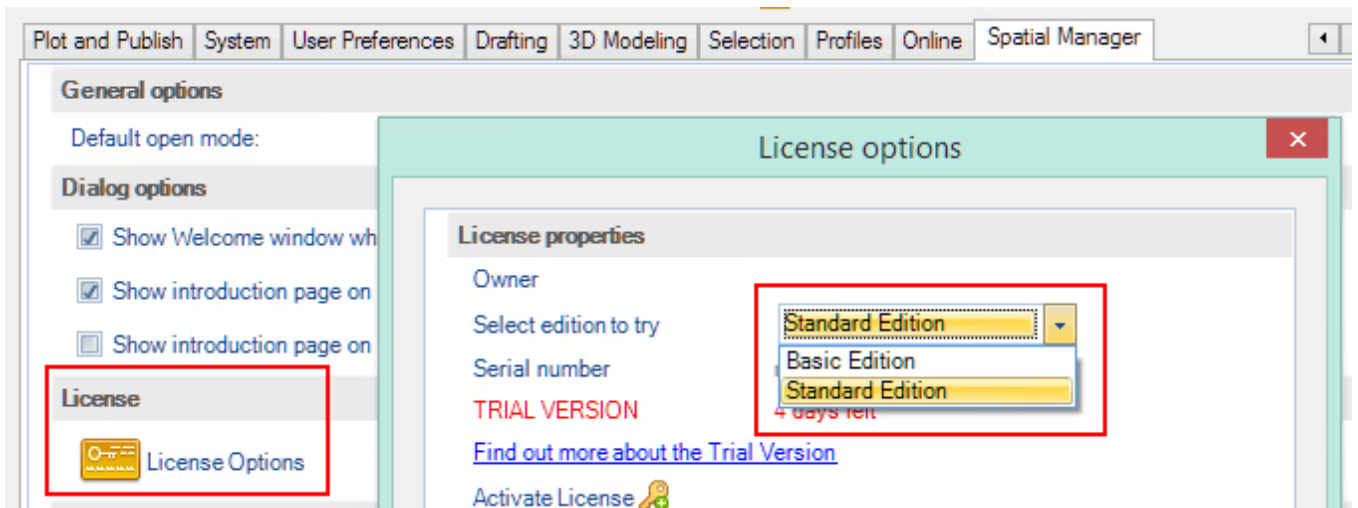 Plot and Publish System User Preferences Drafting 3D Modeling Selection Profiles Online Spatial Manager
General options
Default open mode:
Dialog options
Show Welcome window wh
Show introduction page on
Show introduction page on
License
License Options
License options
License properties
Owner
Select edition to try Standard Edition
Basic Edition
Standard Edition
Serial number
TRIAL VERSION 4 days left
Find out more about the Trial Version
Activate License